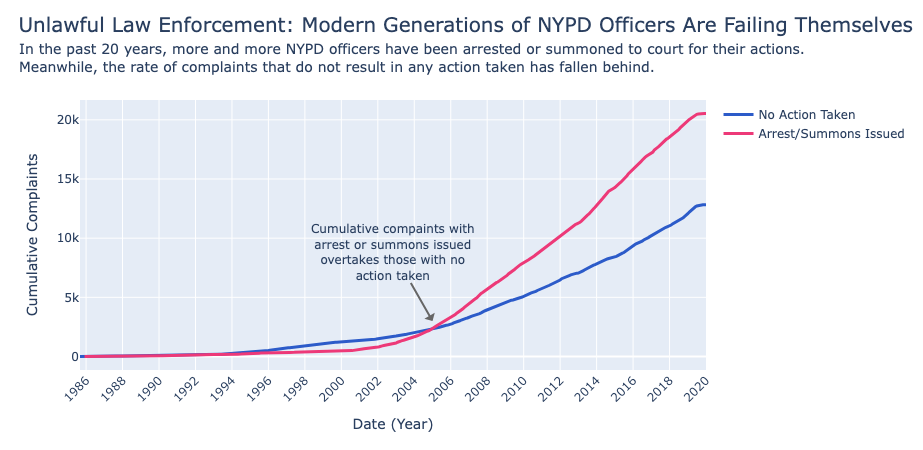 Unlawful Law Enforcement: Modern Generations of NYPD Officers Are Failing Themselves
In the past 20 years, more and more NYPD officers have been arrested or summoned to court for their actions.
Meanwhile, the rate of complaints that do not result in any action taken has fallen behind.
No Action Taken
Arrest/Summons Issued
20k
15k
10k
5k
0
Cumulative Complaints
Cumulative compaints with
arrest or summons issued
overtakes those with no
action taken
1986
1988
1990
1992
1994
1996
1998
2000
2002
2004
2006
2008
2010
2012
2014
2016
2018
2020
Date (Year)